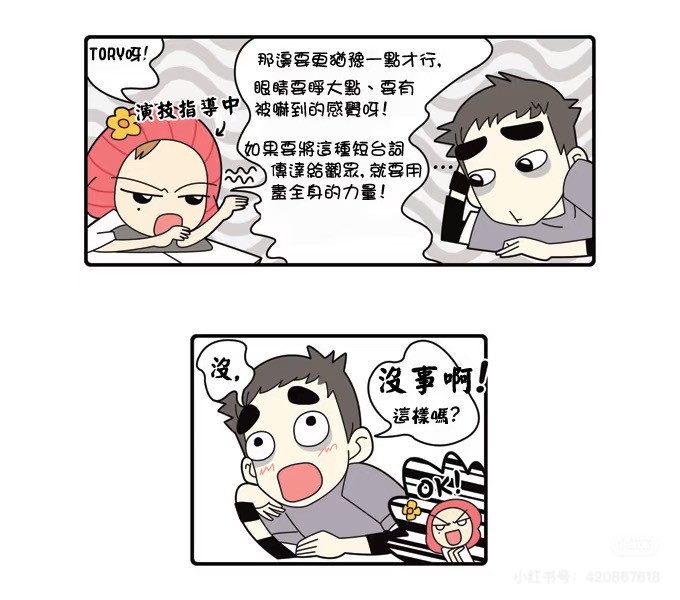 TORY呀!
演技指導中
那邊要更猶豫一點才行,
眼睛要睜大點、要有
被嚇到的感覺呀!
如果要將這種短台詞
傳達給觀眾,就要用
盡全身的力量!
...
沒,
沒事啊!
這樣嗎?
OK!
小红书号：420667618